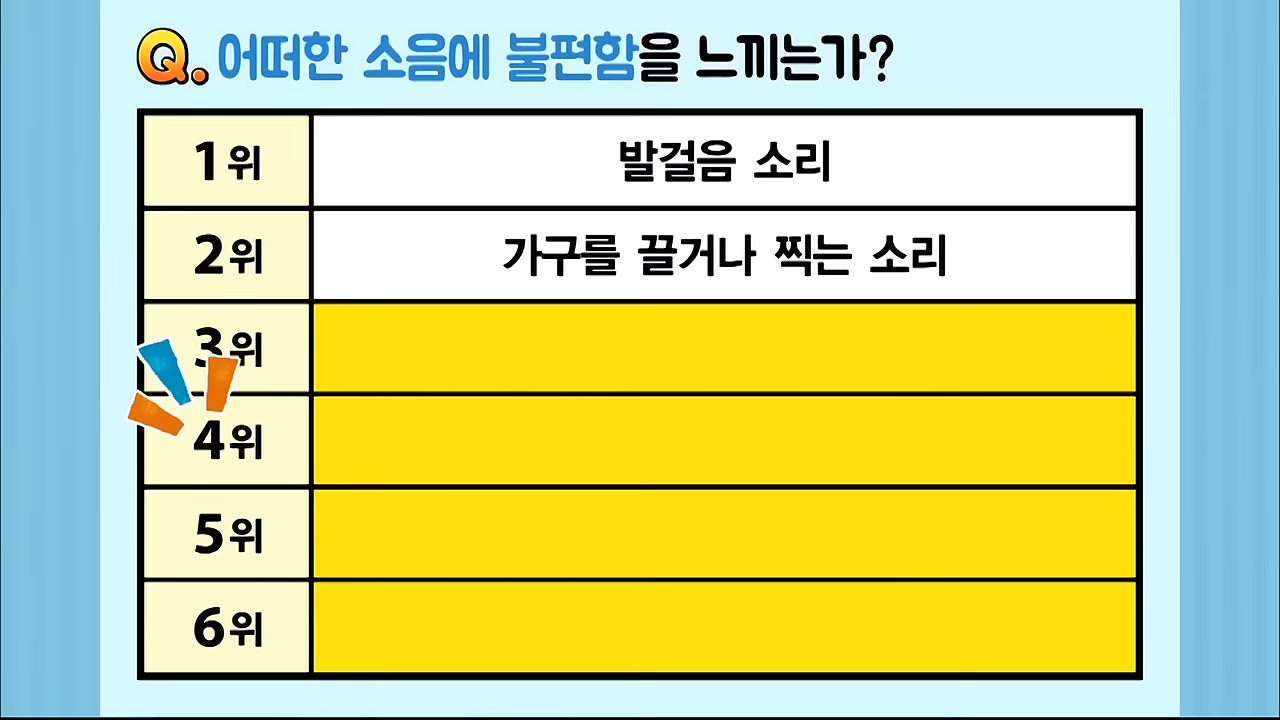 Q. 어떠한 소음에 불편함을 느끼는가?
1위 발걸음 소리
2위 가구를 끌거나 찍는 소리
3위
4위
5위
6위